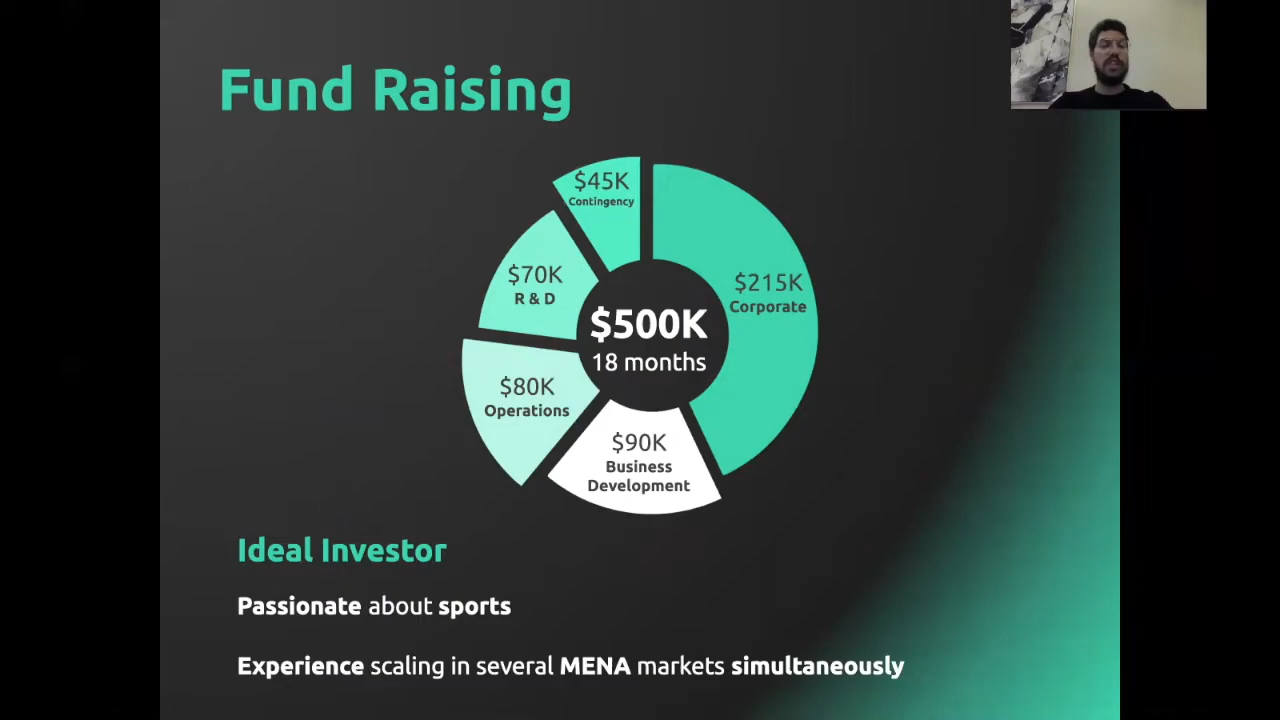 Fund Raising
$45K
Contingency
$70K
R & D
$215K
Corporate
$500K
18 months
$80K
Operations
$90K
Business
Development
Ideal Investor
Passionate about sports
Experience scaling in several MENA markets simultaneously